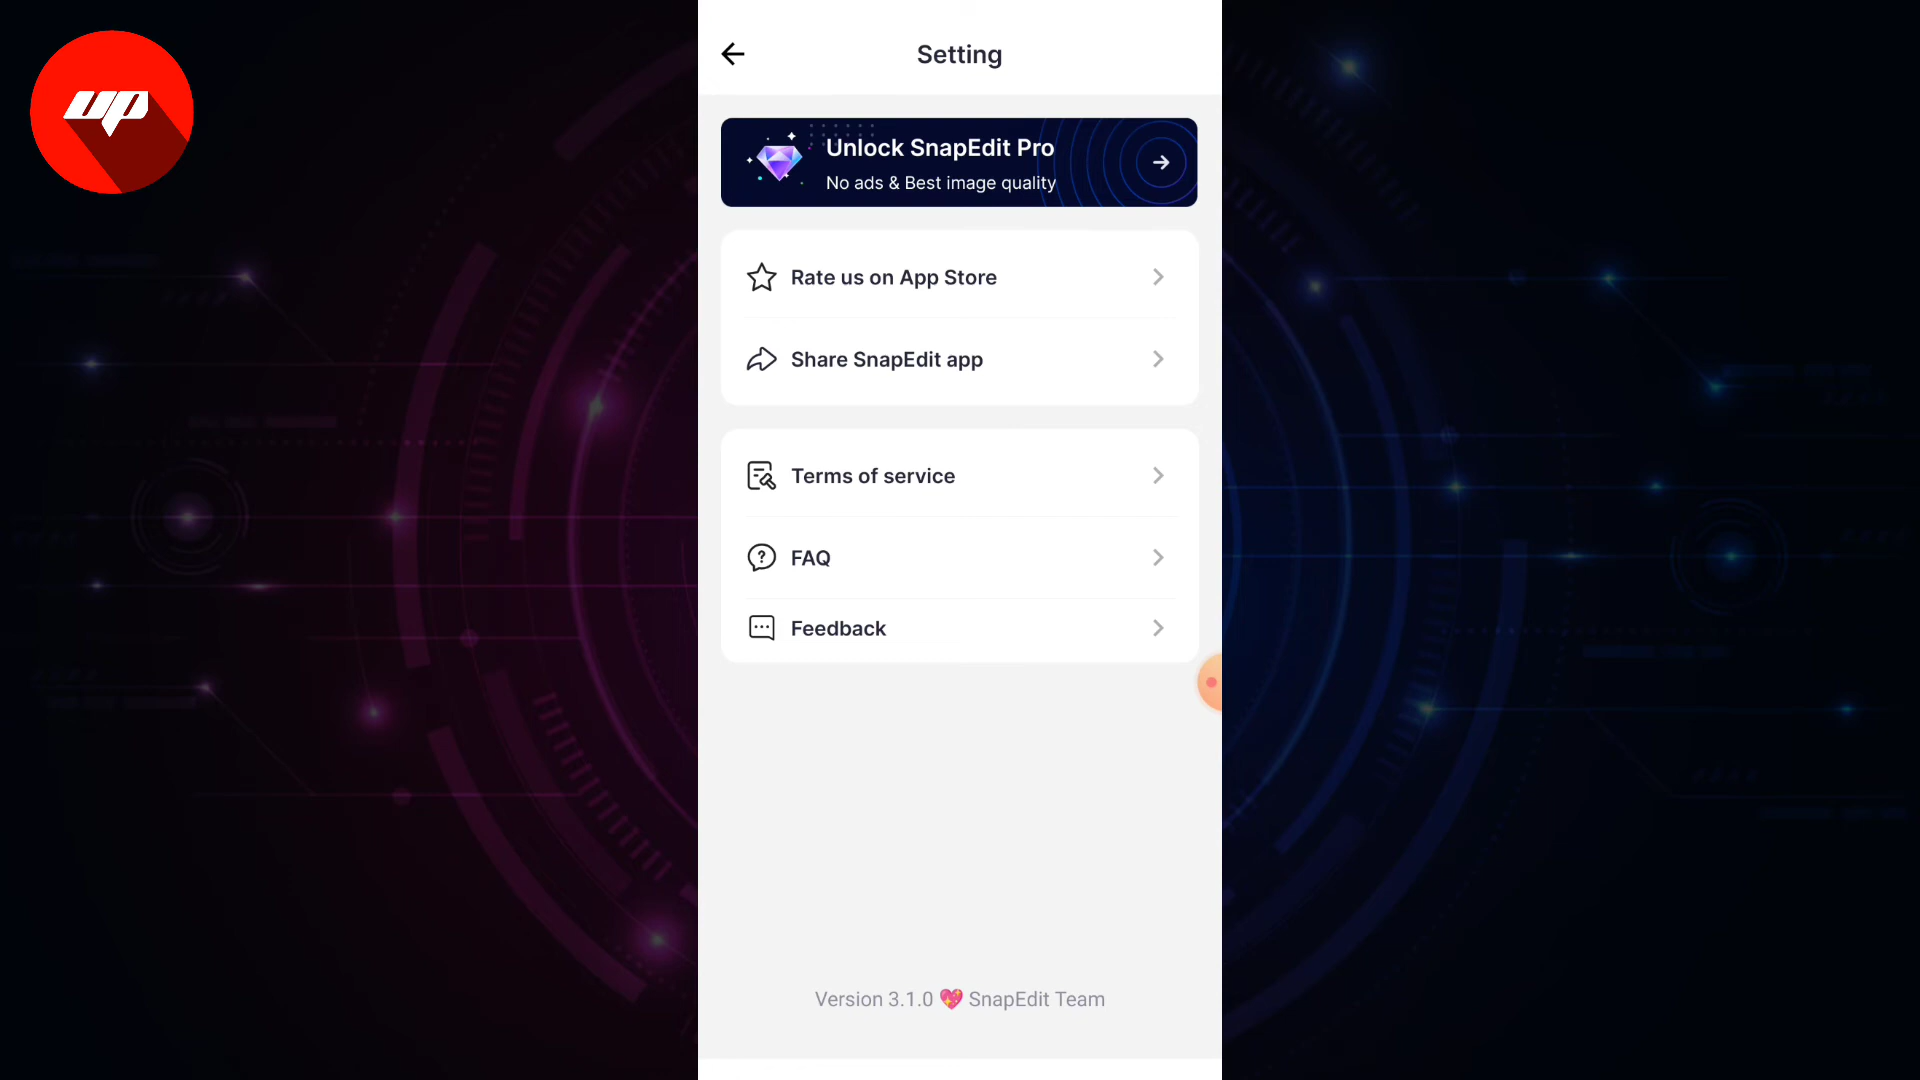 UP
Setting
Unlock SnapEdit Pro
No ads & Best image quality
Rate us on App Store
Share SnapEdit app
Terms of service
FAQ
Feedback
Version 3.1.0 💖 SnapEdit Team